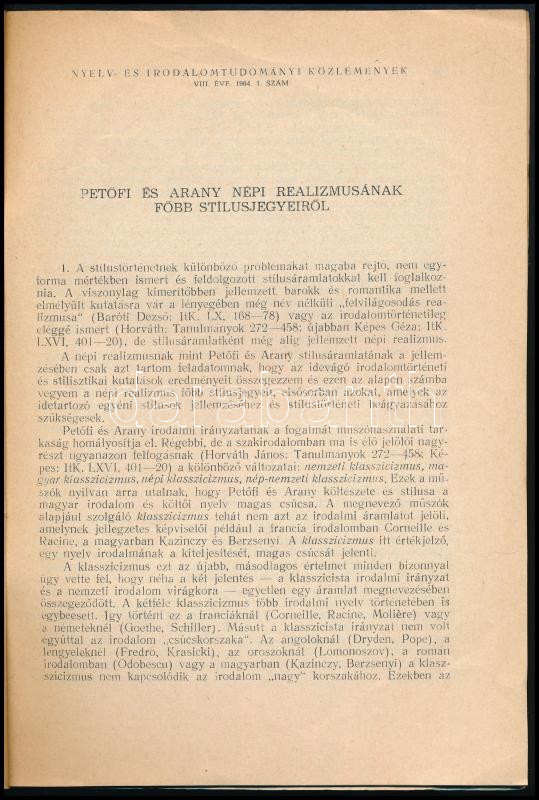 NYELV- ÉS IRODALOMTUDOMÁNYI KÖZLEMÉNYEK
VIII. ÉVF. 1964. 1. SZÁM
PETŐFI ÉS ARANY NÉPI REALIZMUSÁNAK
FŐBB STÍLUSJEGYEIRŐL
1. A stílustörténetnek különböző problémákat magába rejtő, nem egy-
forma mértékben ismert és feldolgozott stílusáramlatokkal kell foglalkoz-
nia. A viszonylag kimerítőbben jellemzett barokk és romantika mellett
elmélyült kutatásra vár a lényegében még név nélküli „felvilágosodás rea-
lizmusa” (Baróti Dezső: ItK. LX, 168—78) vagy az irodalomtörténetileg
eléggé ismert (Horváth: Tanulmányok 272—458; újabban Képes Géza: ItK.
LXVI, 401—20), de stílusáramlatként még alig jellemzett népi realizmus.
A népi realizmusnak mint Petőfi és Arany stílusáramlatának a jellem-
zésében csak azt tartom feladatomnak, hogy az idevágó irodalomtörténeti
és stilisztikai kutatások eredményeit összegezzem és ezen az alapon számba
vegyem a népi realizmus főbb stílusjegyeit, elsősorban azokat, amelyek az
idetartozó egyéni stílusok jellemzéséhez és stílustörténeti beágyazásához
szükségesek.
Petőfi és Arany irodalmi irányzatának a fogalmát műszóhasználati tar-
kaság homályosítja el. Régebbi, de a szakirodalomban ma is élő jelölői nagy-
részt ugyanazon felfogásnak (Horváth János: Tanulmányok 272—458; Ké-
pes: ItK. LXVI, 401—20) a különböző változatai: nemzeti klasszicizmus, ma-
gyar klasszicizmus, népi klasszicizmus, nép-nemzeti klasszicizmus. Ezek a mű-
szók nyilván arra utalnak, hogy Petőfi és Arany költészete és stílusa a
magyar irodalom és költői nyelv magas csúcsa. A megnevező műszók
alapjául szolgáló klasszicizmus tehát nem azt az irodalmi áramlatot jelöli,
amelynek jellegzetes képviselői például a francia irodalomban Corneille és
Racine, a magyarban Kazinczy és Berzsenyi. A klasszicizmus itt értékjelző,
egy nyelv irodalmának a kiteljesítését, magas csúcsát jelenti.
A klasszicizmus ezt az újabb, másodlagos értelmet minden bizonnyal
úgy vette fel, hogy néha a két jelentés — a klasszicista irodalmi irányzat
és a nemzeti irodalom virágkora — egyetlen egy áramlat megnevezésében
összegeződött. A kétféle klasszicizmus több irodalmi nyelv történetében is
egybeesett. Így történt ez a franciáknál (Corneille, Racine, Molière) vagy
a németeknél (Goethe, Schiller). Másutt a klasszicista irányzat nem volt
egyúttal az irodalom „csúcskorszaka”. Az angoloknál (Dryden, Pope), a
lengyeleknél (Fredro, Krasicki), az oroszoknál (Lomonoszov), a román
irodalomban (Odobescu) vagy a magyarban (Kazinczy, Berzsenyi) a klasz-
szicizmus nem kapcsolódik az irodalom „nagy” korszakához. Ezekben az